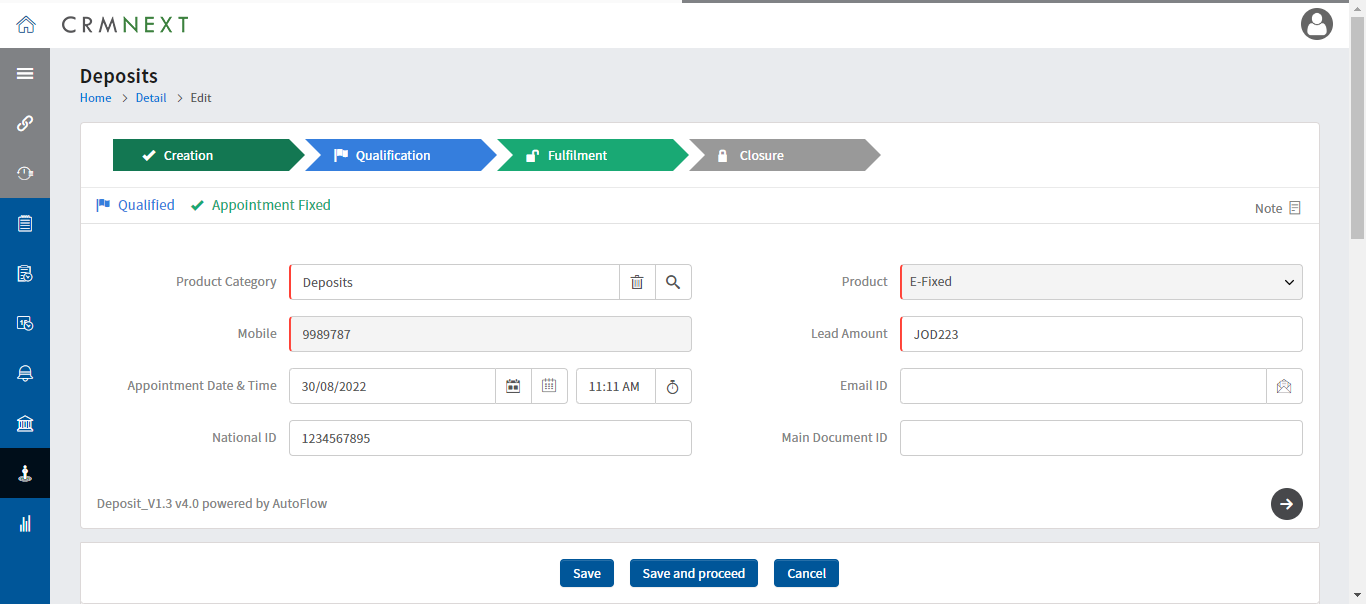 CRMNEXT
Deposits
Home > Detail > Edit
Creation Qualification Fulfilment Closure
Qualified Appointment Fixed Note
Product Category Deposits Product E-Fixed
Mobile 9989787 Lead Amount JOD223
Appointment Date & Time 30/08/2022 11:11 AM Email ID
National ID 1234567895 Main Document ID
Deposit_V1.3 v4.0 powered by AutoFlow
Save Save and proceed Cancel